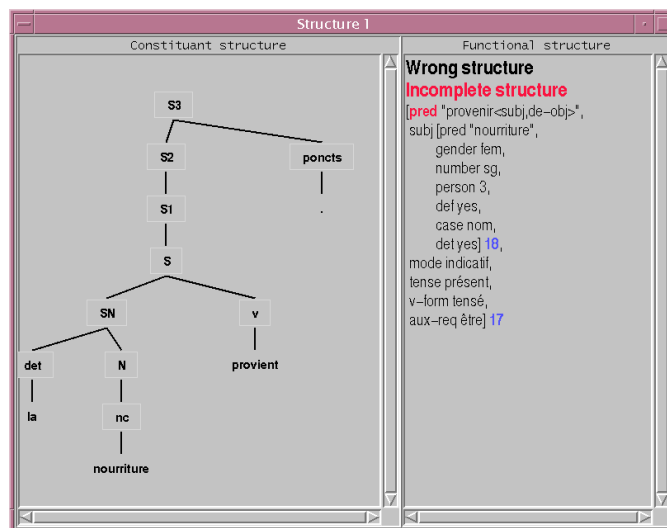 Structure 1
Constituant structure
S3
S2 poncts
S1 .
S
SN v
det N provient
la nc
nourriture
Functional structure
Wrong structure
Incomplete structure
[pred "provenir<subj,de-obj>",
subj [pred "nourriture",
gender fem,
number sg,
person 3,
def yes,
case nom,
det yes] 18,
mode indicatif,
tense présent,
v-form tensé,
aux-req être] 17